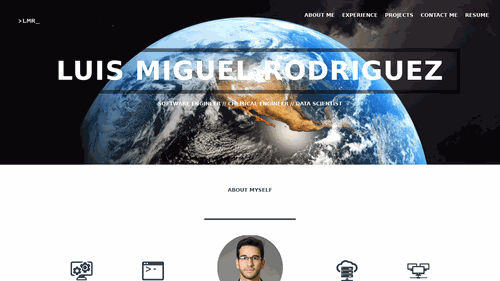 >LMR_
ABOUT ME EXPERIENCE PROJECTS CONTACT ME RESUME
LUIS MIGUEL RODRIGUEZ
SOFTWARE ENGINEER // CHEMICAL ENGINEER // DATA SCIENTIST
ABOUT MYSELF